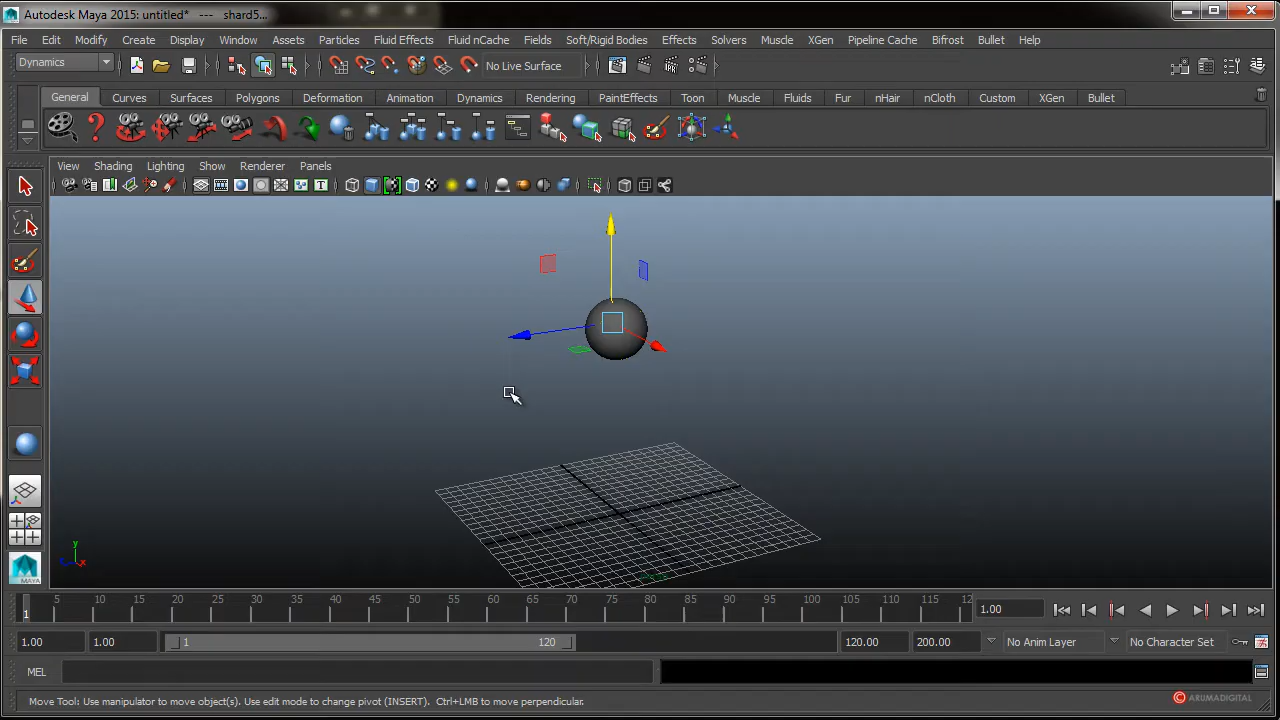 Autodesk Maya 2015: untitled* --- shard5...
File Edit Modify Create Display Window Assets Particles Fluid Effects Fluid nCache Fields Soft/Rigid Bodies Effects Solvers Muscle XGen Pipeline Cache Bifrost Bullet Help
Dynamics No Live Surface
General Curves Surfaces Polygons Deformation Animation Dynamics Rendering PaintEffects Toon Muscle Fluids Fur nHair nCloth Custom XGen Bullet
View Shading Lighting Show Renderer Panels
y
x
MAYA
5 10 15 20 25 30 35 40 45 50 55 60 65 70 75 80 85 90 95 100 105 110 115 12
1 1.00
1.00 1.00 1 120 120.00 200.00 No Anim Layer No Character Set
MEL
Move Tool: Use manipulator to move object(s). Use edit mode to change pivot (INSERT). Ctrl+LMB to move perpendicular.
© ARUMADIGITAL